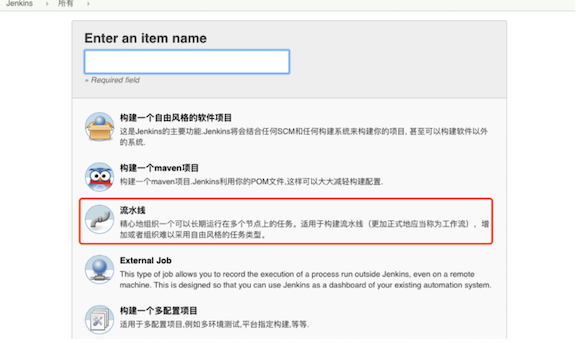 Jenkins › 所有 ›
Enter an item name
» Required field
构建一个自由风格的软件项目
这是Jenkins的主要功能.Jenkins将会结合任何SCM和任何构建系统来构建你的项目, 甚至可以构建软件以外
的系统.
构建一个maven项目
构建一个maven项目.Jenkins利用你的POM文件,这样可以大大减轻构建配置.
流水线
精心地组织一个可以长期运行在多个节点上的任务。适用于构建流水线（更加正式地应当称为工作流），增
加或者组织难以采用自由风格的任务类型。
External Job
This type of job allows you to record the execution of a process run outside Jenkins, even on a remote
machine. This is designed so that you can use Jenkins as a dashboard of your existing automation system.
构建一个多配置项目
适用于多配置项目,例如多环境测试,平台指定构建,等等.